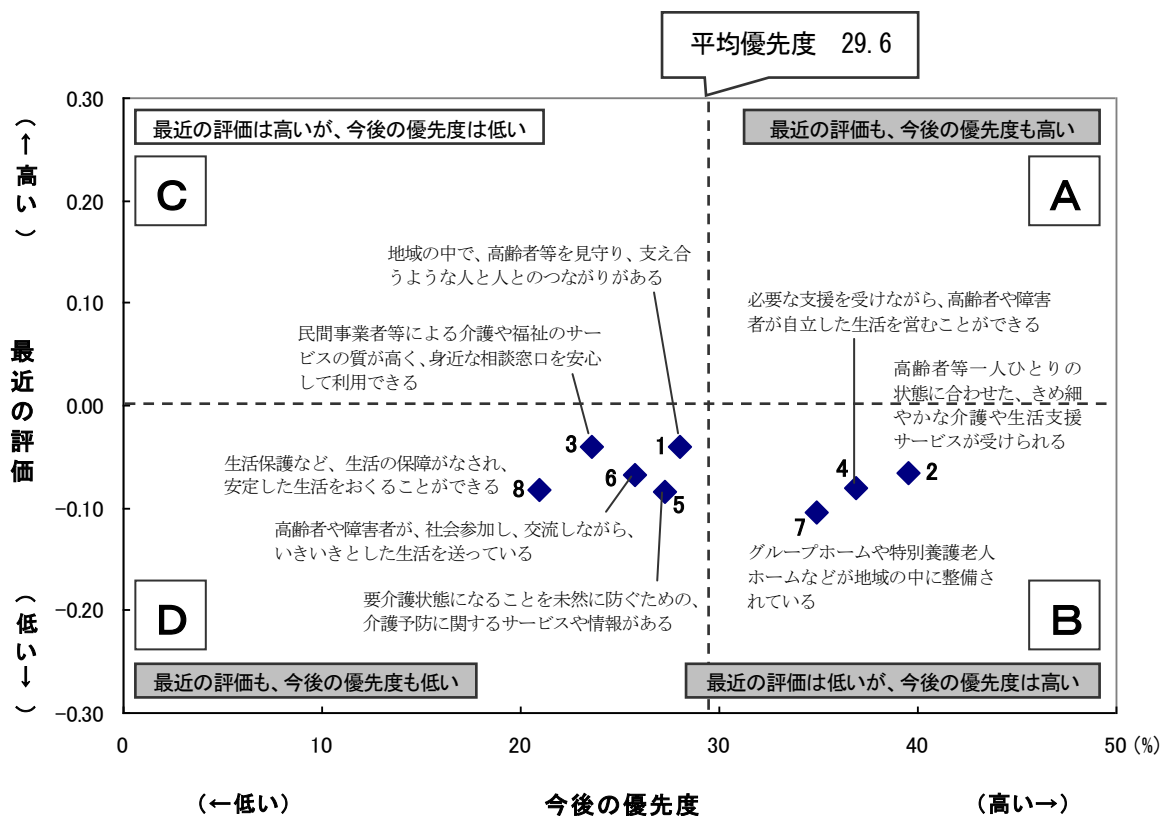 平均優先度　29.6
0.30
0.20
0.10
0.00
-0.10
-0.20
-0.30
（↑高い）
最近の評価
（低い↓）
最近の評価は高いが、今後の優先度は低い
最近の評価も、今後の優先度も高い
C
A
地域の中で、高齢者等を見守り、支え合
うような人と人とのつながりがある
必要な支援を受けながら、高齢者や障害
者が自立した生活を営むことができる
民間事業者等による介護や福祉のサー
ビスの質が高く、身近な相談窓口を安心
して利用できる
高齢者等一人ひとりの
状態に合わせた、きめ細
やかな介護や生活支援
サービスが受けられる
3
1
6
5
8
4
2
7
生活保護など、生活の保障がなされ、
安定した生活をおくることができる
高齢者や障害者が、社会参加し、交流しながら、
いきいきとした生活を送っている
グループホームや特別養護老人
ホームなどが地域の中に整備さ
れている
要介護状態になることを未然に防ぐための、
介護予防に関するサービスや情報がある
D
B
最近の評価も、今後の優先度も低い
最近の評価は低いが、今後の優先度は高い
0
10
20
30
40
50 (%)
（←低い）
今後の優先度
（高い→）